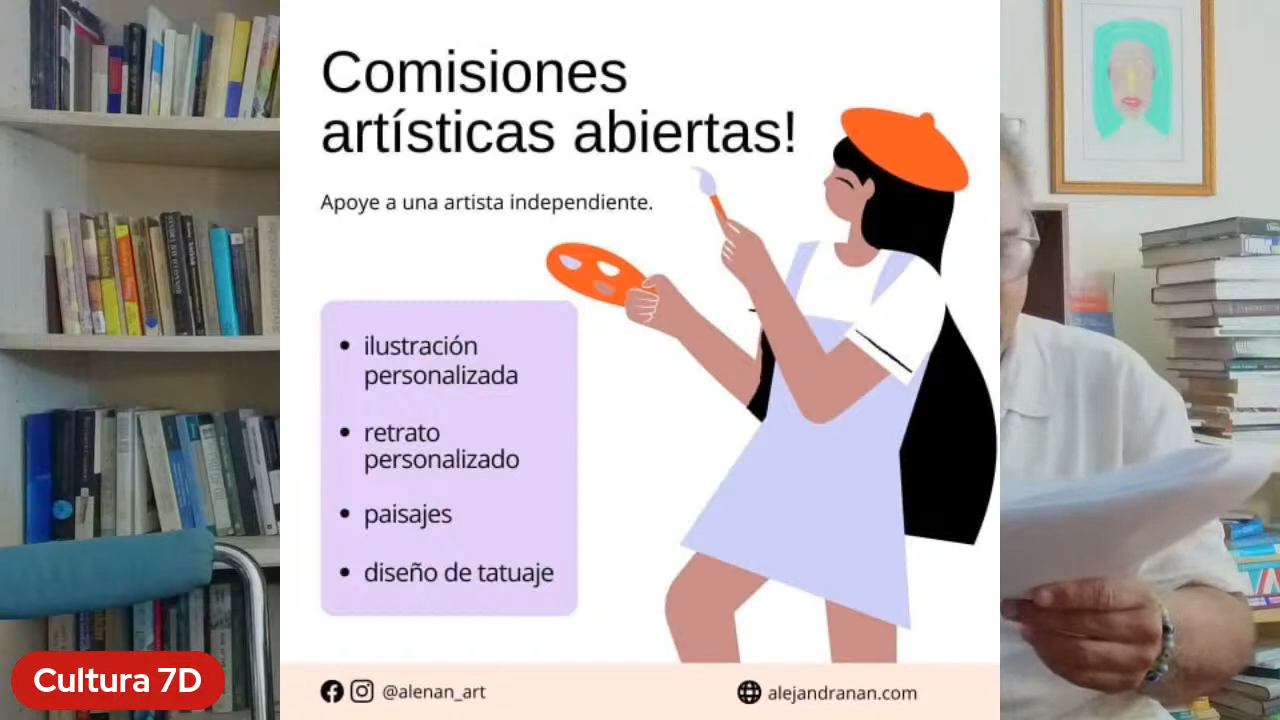 Comisiones
artísticas abiertas!
Apoye a una artista independiente.
• ilustración
personalizada
• retrato
personalizado
• paisajes
• diseño de tatuaje
@alenan_art
alejandranan.com
Cultura 7D